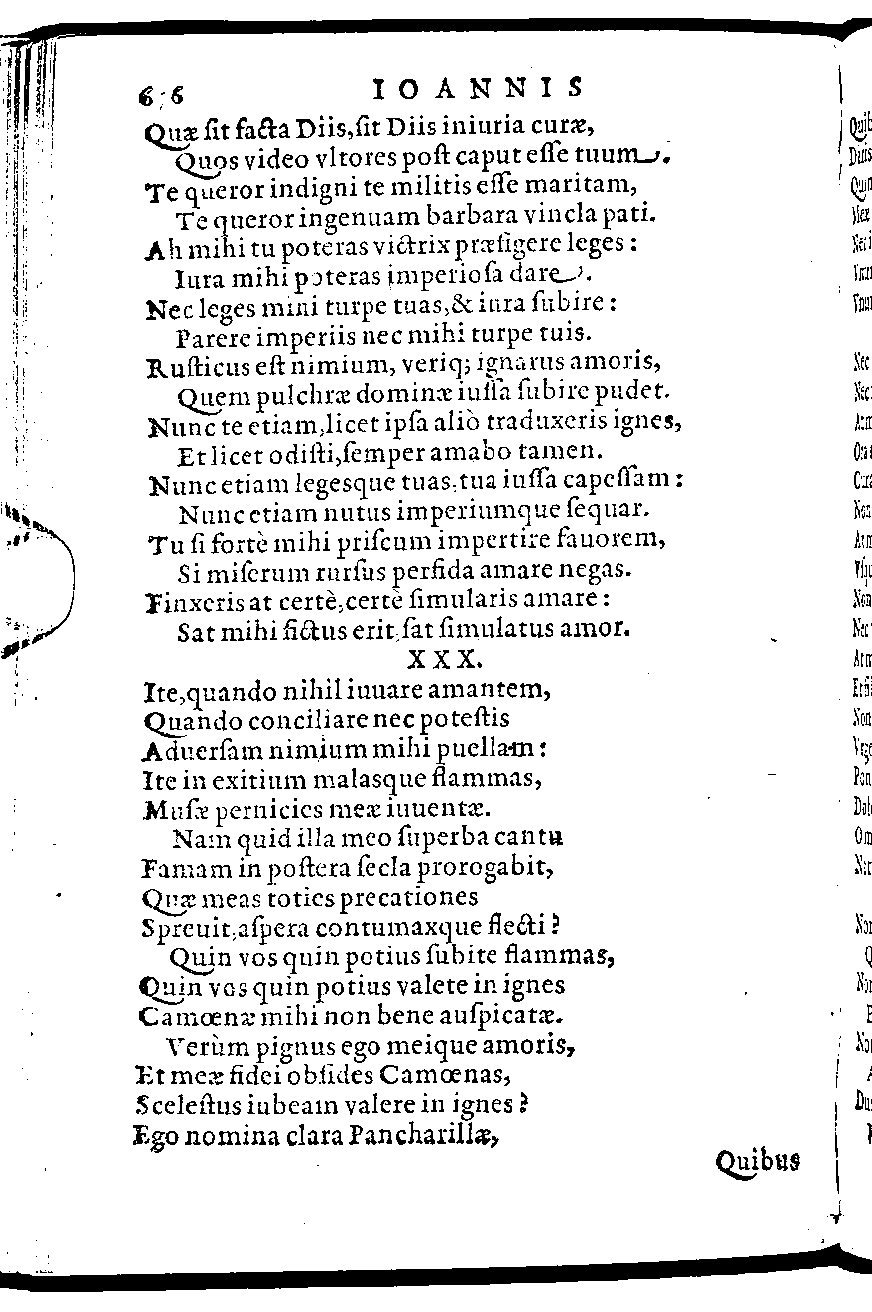 6 6 IOANNIS
Quæ ſit facta Diis, ſit Diis iniuria curæ,
Quos video vltores poſt caput eſſe tuum.
Te queror indigni te militis eſſe maritam,
Te queror ingenuam barbara vincla pati.
Ah mihi tu poteras victrix præfigere leges:
Iura mihi poteras imperioſa dare.
Nec leges mihi turpe tuas, & iura ſubire:
Parere imperiis nec mihi turpe tuis.
Ruſticus eſt nimium, veriq; ignarus amoris,
Quem pulchræ dominæ iuſſa ſubire pudet.
Nunc te etiam, licet ipſa aliò traduxeris ignes,
Et licet odiſti, ſemper amabo tamen.
Nunc etiam legesque tuas, tua iuſſa capeſſam:
Nunc etiam nutus imperiumque ſequar.
Tu ſi fortè mihi priſcum impertire fauorem,
Si miſerum rurſus perfida amare negas.
Finxeris at certè, certè ſimularis amare:
Sat mihi fictus erit, ſat ſimulatus amor.
XXX.
Ite, quando nihil iuuare amantem,
Quando conciliare nec poteſtis
Aduerſam nimium mihi puellam:
Ite in exitium malasque flammas,
Muſæ pernicies meæ iuuentæ.
Nam quid illa meo ſuperba cantu
Famam in poſtera ſecla prorogabit,
Quæ meas toties precationes
Spreuit, aſpera contumaxque flecti?
Quin vos quin potius ſubite flammas,
Quin vos quin potius valete in ignes
Camœnæ mihi non bene auſpicatæ.
Verùm pignus ego meique amoris,
Et meæ fidei obſides Camœnas,
Sceleſtus iubeam valere in ignes?
Ego nomina clara Pancharillæ,
Quibus